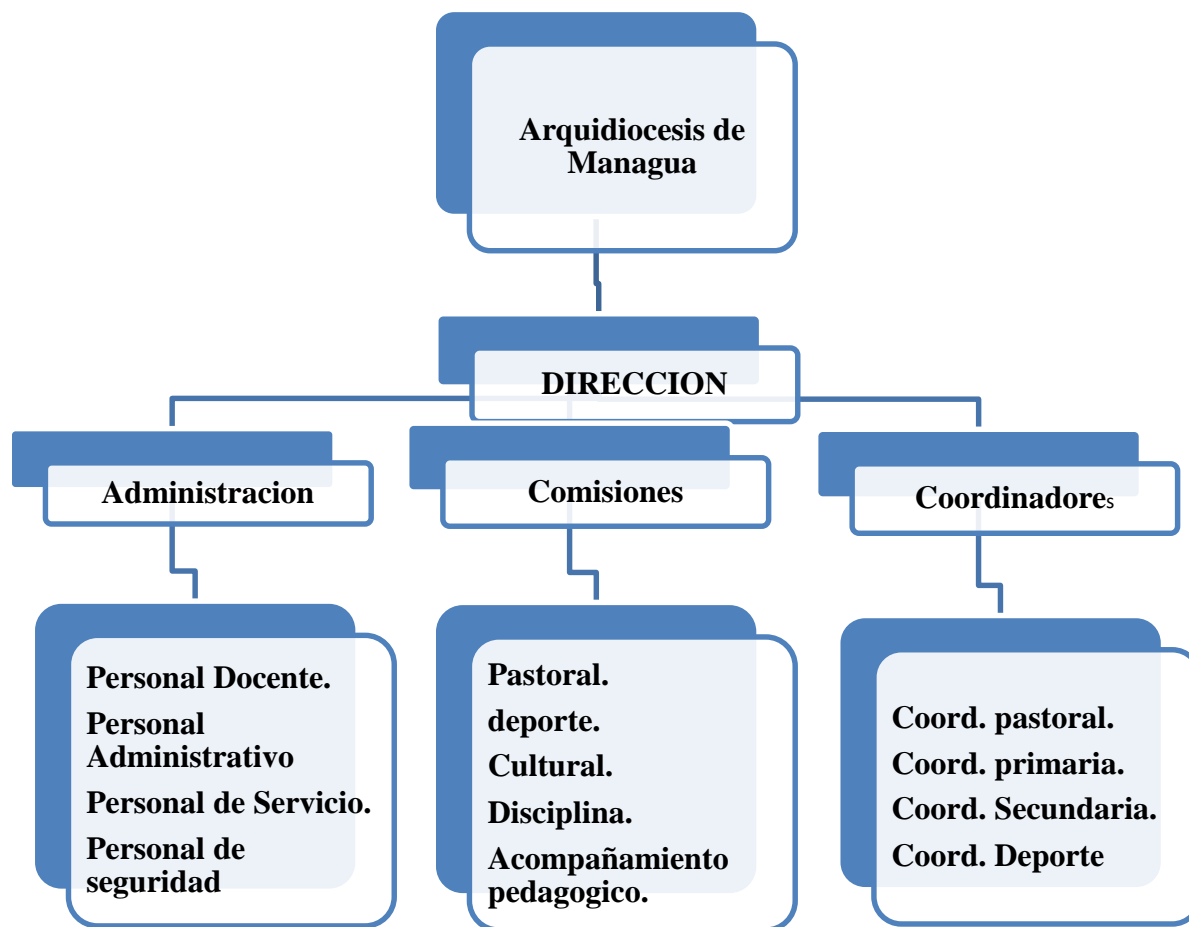 Arquidiocesis de
Managua
DIRECCION
Administracion
Comisiones
Coordinadores
Personal Docente.
Personal
Administrativo
Personal de Servicio.
Personal de
seguridad
Pastoral.
deporte.
Cultural.
Disciplina.
Acompañamiento
pedagogico.
Coord. pastoral.
Coord. primaria.
Coord. Secundaria.
Coord. Deporte